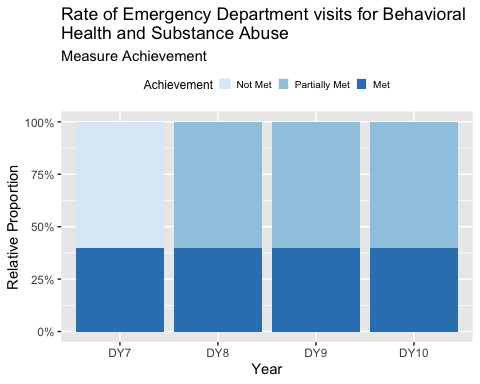 Rate of Emergency Department visits for Behavioral
Health and Substance Abuse
Measure Achievement
Achievement Not Met Partially Met Met
100%
75%
50%
25%
0%
Relative Proportion
DY7 DY8 DY9 DY10
Year